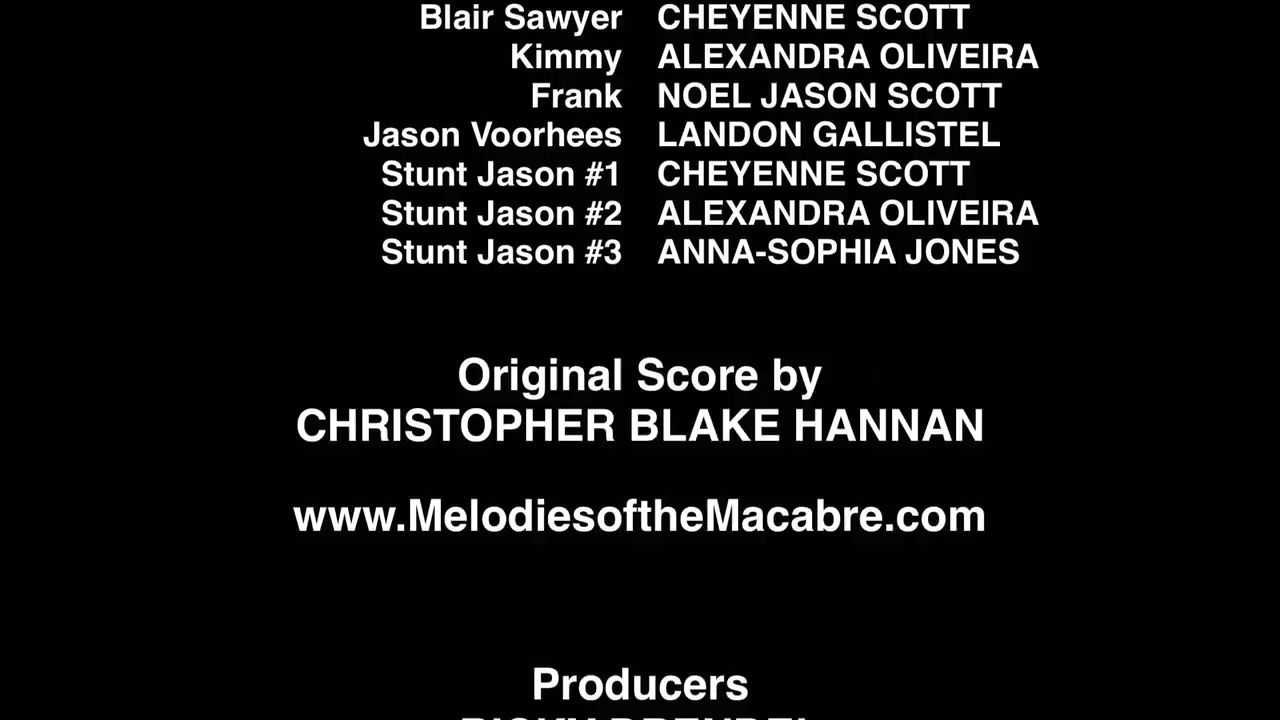 Blair Sawyer CHEYENNE SCOTT
Kimmy ALEXANDRA OLIVEIRA
Frank NOEL JASON SCOTT
Jason Voorhees LANDON GALLISTEL
Stunt Jason #1 CHEYENNE SCOTT
Stunt Jason #2 ALEXANDRA OLIVEIRA
Stunt Jason #3 ANNA-SOPHIA JONES
Original Score by
CHRISTOPHER BLAKE HANNAN
www.MelodiesoftheMacabre.com
Producers